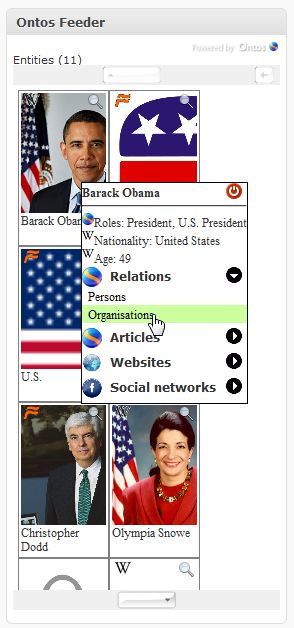 Ontos Feeder
Powered by Ontos
Entities (11)
Barack Obam
Barack Obama
Roles: President, U.S. President
W Nationality: United States
W Age: 49
Relations
Persons
Organisations
U.S.
Articles
Websites
f Social networks
Christopher
Dodd
Olympia Snowe
W